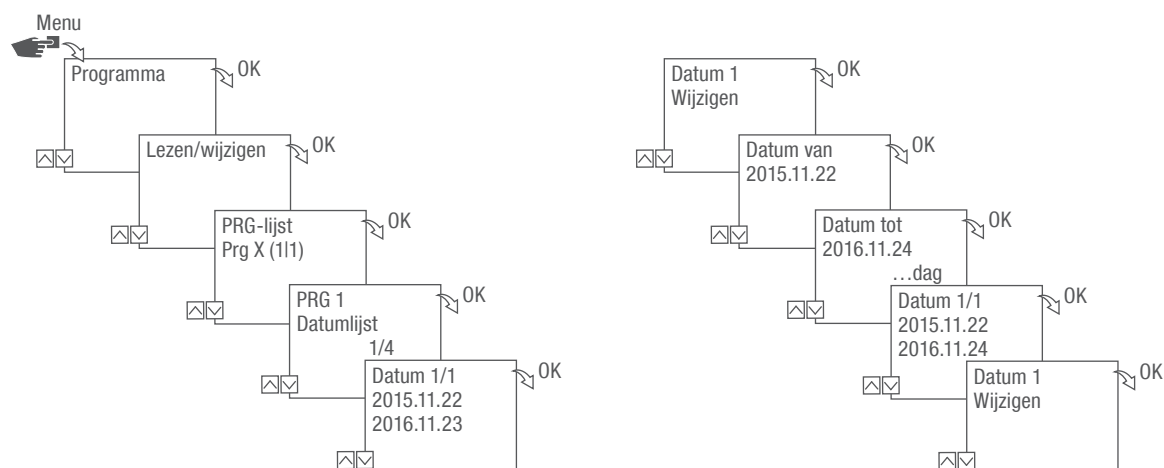 Menu
Programma
OK
Lezen/wijzigen
OK
PRG-lijst
Prg X (1|1)
OK
PRG 1
Datumlijst
1/4
OK
Datum 1/1
2015.11.22
2016.11.23
OK
Datum 1
Wijzigen
OK
Datum van
2015.11.22
OK
Datum tot
2016.11.24
…dag
OK
Datum 1/1
2015.11.22
2016.11.24
OK
Datum 1
Wijzigen
OK